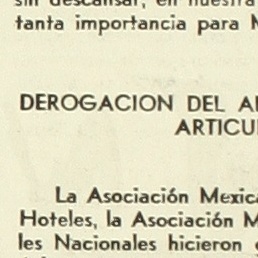 sin descansar, en nuestra
tanta importancia para
DEROGACION DEL
ARTICU
La Asociación Mexic
Hoteles, la Asociación M
les Nacionales hicieron